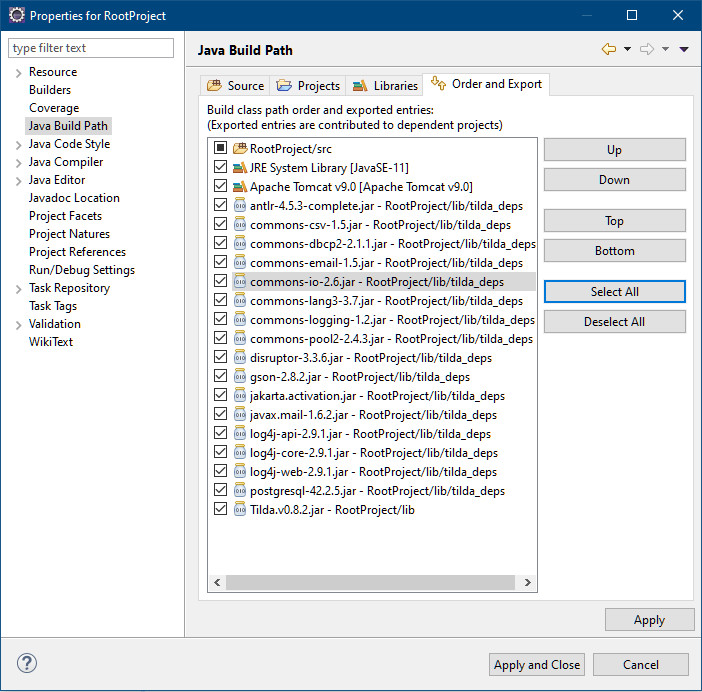 Properties for RootProject
type filter text
Resource
Builders
Coverage
Java Build Path
Java Code Style
Java Compiler
Java Editor
Javadoc Location
Project Facets
Project Natures
Project References
Run/Debug Settings
Task Repository
Task Tags
Validation
WikiText
Java Build Path
Source Projects Libraries Order and Export
Build class path order and exported entries:
(Exported entries are contributed to dependent projects)
RootProject/src
JRE System Library [JavaSE-11]
Apache Tomcat v9.0 [Apache Tomcat v9.0]
antlr-4.5.3-complete.jar - RootProject/lib/tilda_deps
commons-csv-1.5.jar - RootProject/lib/tilda_deps
commons-dbcp2-2.1.1.jar - RootProject/lib/tilda_deps
commons-email-1.5.jar - RootProject/lib/tilda_deps
commons-io-2.6.jar - RootProject/lib/tilda_deps
commons-lang3-3.7.jar - RootProject/lib/tilda_deps
commons-logging-1.2.jar - RootProject/lib/tilda_deps
commons-pool2-2.4.3.jar - RootProject/lib/tilda_deps
disruptor-3.3.6.jar - RootProject/lib/tilda_deps
gson-2.8.2.jar - RootProject/lib/tilda_deps
jakarta.activation.jar - RootProject/lib/tilda_deps
javax.mail-1.6.2.jar - RootProject/lib/tilda_deps
log4j-api-2.9.1.jar - RootProject/lib/tilda_deps
log4j-core-2.9.1.jar - RootProject/lib/tilda_deps
log4j-web-2.9.1.jar - RootProject/lib/tilda_deps
postgresql-42.2.5.jar - RootProject/lib/tilda_deps
Tilda.v0.8.2.jar - RootProject/lib
Up
Down
Top
Bottom
Select All
Deselect All
Apply
?
Apply and Close
Cancel